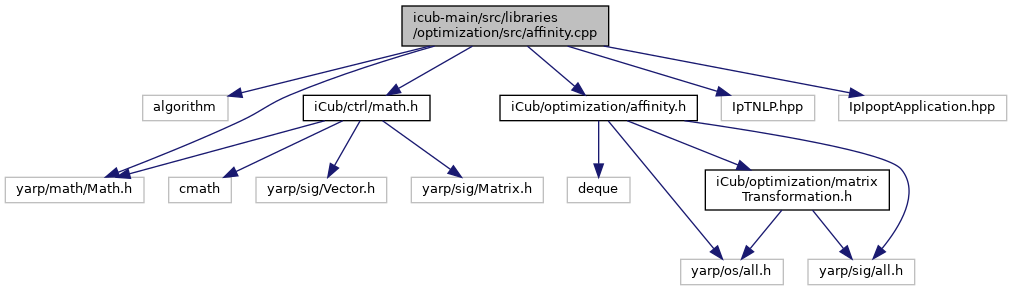 icub-main/src/libraries
/optimization/src/affinity.cpp
algorithm
iCub/ctrl/math.h
iCub/optimization/affinity.h
IpTNLP.hpp
IpIpoptApplication.hpp
yarp/math/Math.h
cmath
yarp/sig/Vector.h
yarp/sig/Matrix.h
deque
iCub/optimization/matrix
Transformation.h
yarp/os/all.h
yarp/sig/all.h